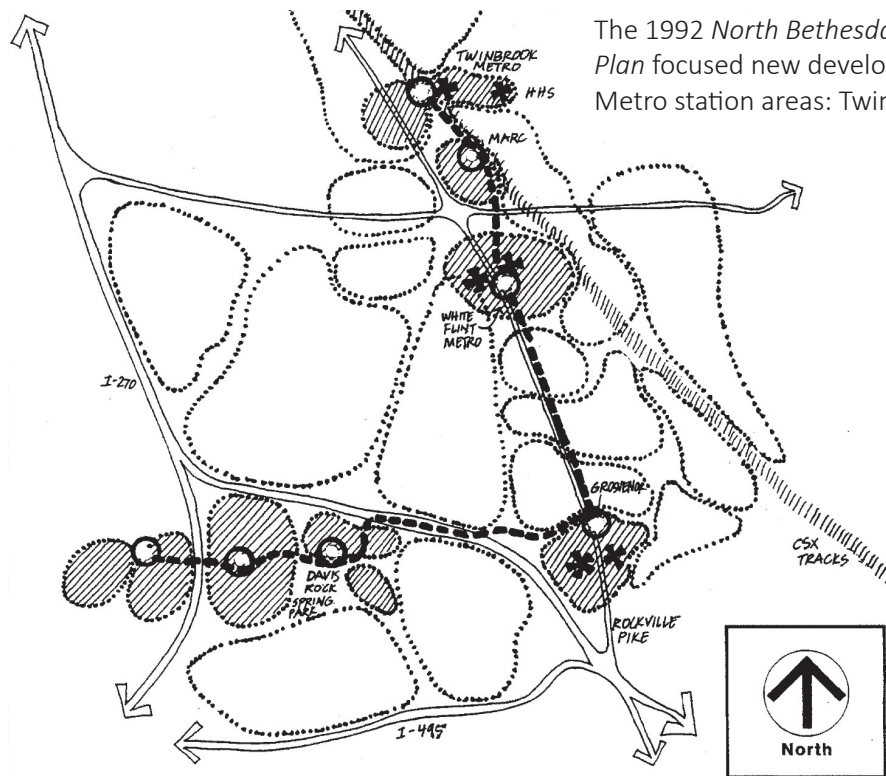 The 1992 North Bethesda
Plan focused new develo
Metro station areas: Twin
TWINBROOK
METRO
HHS
MARC
WHITE
FLINT
METRO
I-270
GROSVENOR
CSX
TRACKS
DAVIS
ROCK
SPRING
PARK
ROCKVILLE
PIKE
I-495
North